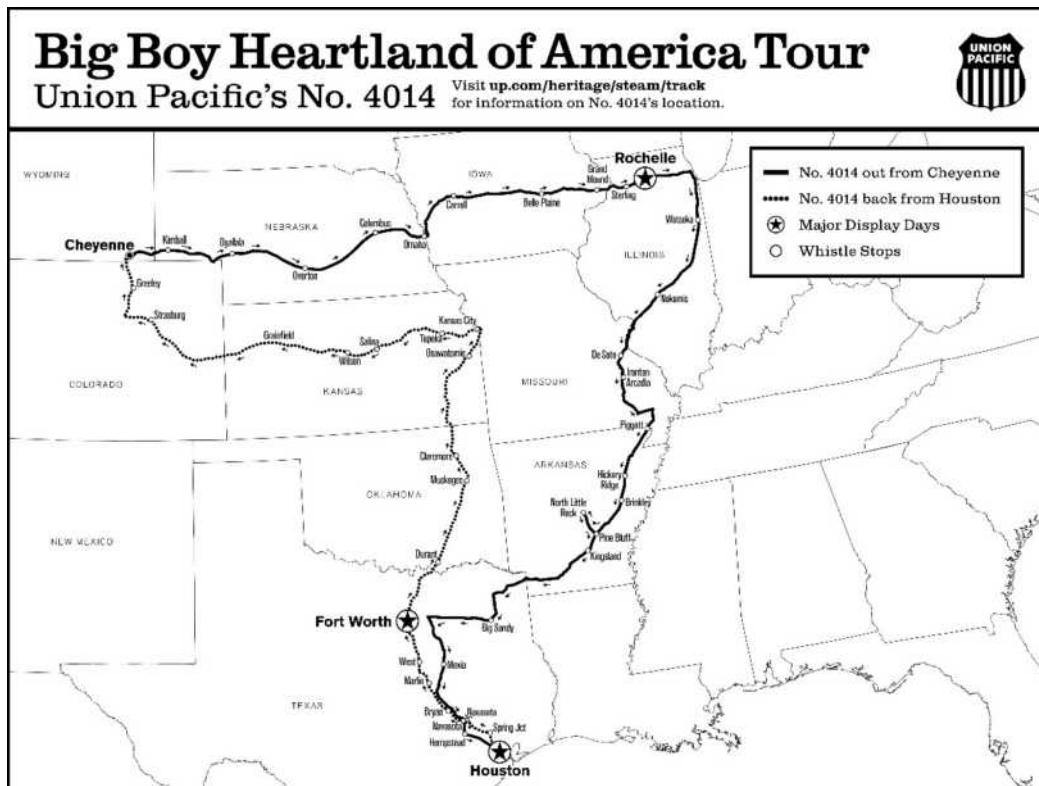 Big Boy Heartland of America Tour
Union Pacific's No. 4014
Visit up.com/heritage/steam/track
for information on No. 4014's location.
UNION
PACIFIC
No. 4014 out from Cheyenne
No. 4014 back from Houston
Major Display Days
Whistle Stops
WYOMING
IOWA
Rochelle
Grand
Mound
Sterling
Carroll
Belle Plaine
Watseka
NEBRASKA
Columbus
Omaha
Cheyenne
Kimball
Ogallala
Overton
ILLINOIS
Greeley
Nokomis
Strasburg
Grainfield
Salina
Wilson
Topeka
Kansas City
Osawatomie
De Soto
Ironton
Arcadia
COLORADO
KANSAS
MISSOURI
Piggott
Claremore
Muskogee
OKLAHOMA
ARKANSAS
Hickory
Ridge
North Little
Rock
Brinkley
Pine Bluff
Kingsland
NEW MEXICO
Durant
Fort Worth
Big Sandy
West
Mexia
Marlin
TEXAS
Bryan
Navasota
Navasota
Spring Jct
Hempstead
Houston